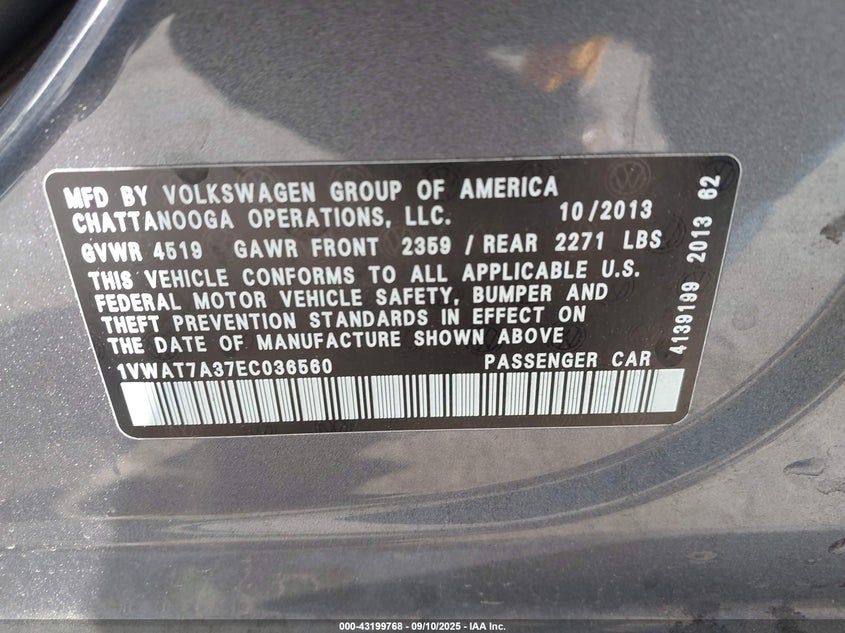 MFD BY VOLKSWAGEN GROUP OF AMERICA
CHATTANOOGA OPERATIONS, LLC. 10/2013
GVWR 4519 GAWR FRONT 2359 / REAR 2271 LBS
THIS VEHICLE CONFORMS TO ALL APPLICABLE U.S.
FEDERAL MOTOR VEHICLE SAFETY, BUMPER AND
THEFT PREVENTION STANDARDS IN EFFECT ON
THE DATE OF MANUFACTURE SHOWN ABOVE
1VWAT7A37EC036560 PASSENGER CAR
4139199 2013 62
000-43199768 - 09/10/2025 - IAA Inc.